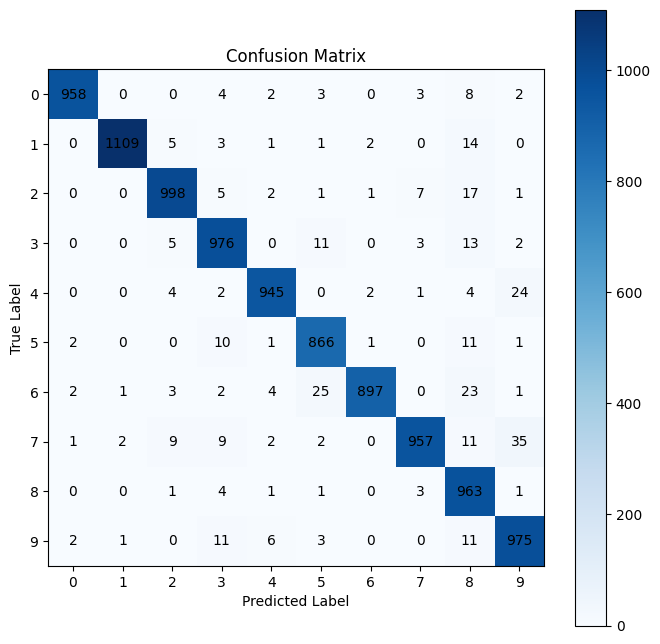 Confusion Matrix
0 958 0 0 4 2 3 0 3 8 2
1 0 1109 5 3 1 1 2 0 14 0
2 0 0 998 5 2 1 1 7 17 1
3 0 0 5 976 0 11 0 3 13 2
4 0 0 4 2 945 0 2 1 4 24
5 2 0 0 10 1 866 1 0 11 1
6 2 1 3 2 4 25 897 0 23 1
7 1 2 9 9 2 2 0 957 11 35
8 0 0 1 4 1 1 0 3 963 1
9 2 1 0 11 6 3 0 0 11 975
0 1 2 3 4 5 6 7 8 9
Predicted Label
True Label
1000
800
600
400
200
0